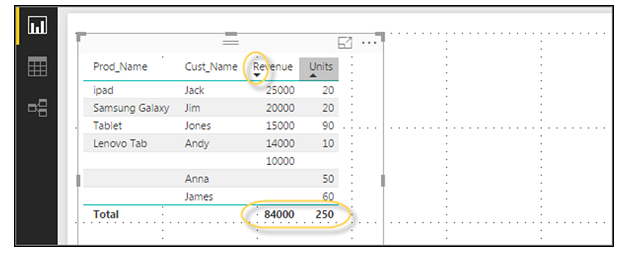 Prod_Name Cust_Name Revenue Units
ipad Jack 25000 20
Samsung Galaxy Jim 20000 20
Tablet Jones 15000 90
Lenovo Tab Andy 14000 10
10000
Anna 50
James 60
Total 84000 250